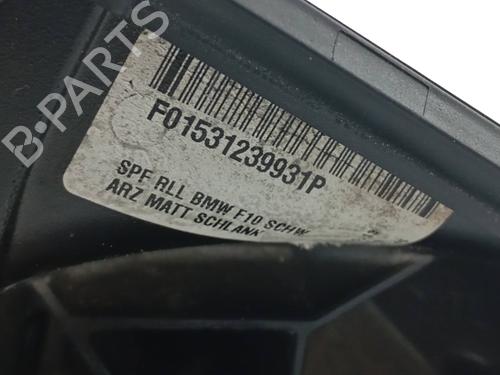 B-PARTS
F01531239931P
SPF RLL BMW F10 SCHW
ARZ MATT SCHLANK